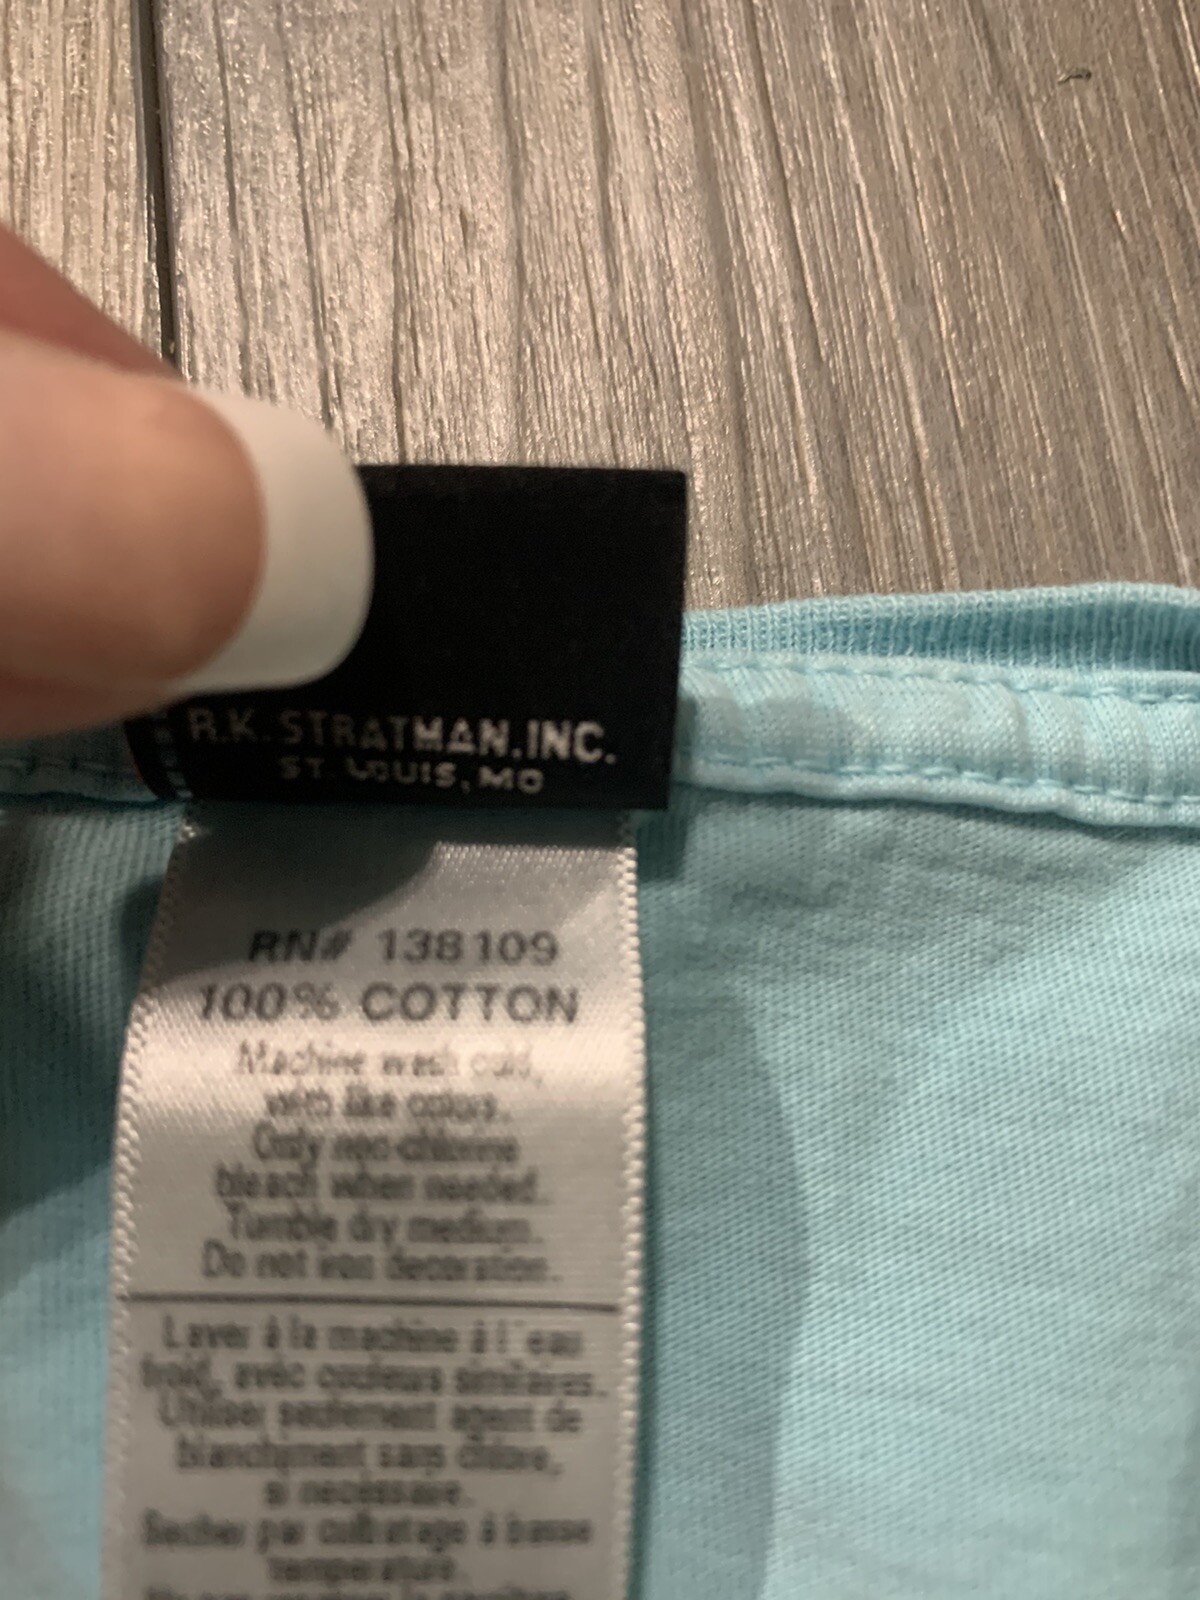 R.K. STRATMAN, INC.
ST. LOUIS, MO
RN# 138109
100% COTTON
Machine wash cold,
with like colors.
Only non-chlorine
bleach when needed.
Tumble dry medium.
Do not iron decoration.
Laver á la machine á l'eau
froid, avéc couleurs similaires.
Utiliser seulement agent de
blanchiment sans chlore,
si nécessaire.
Sécher par culbutage á basse
temperature.